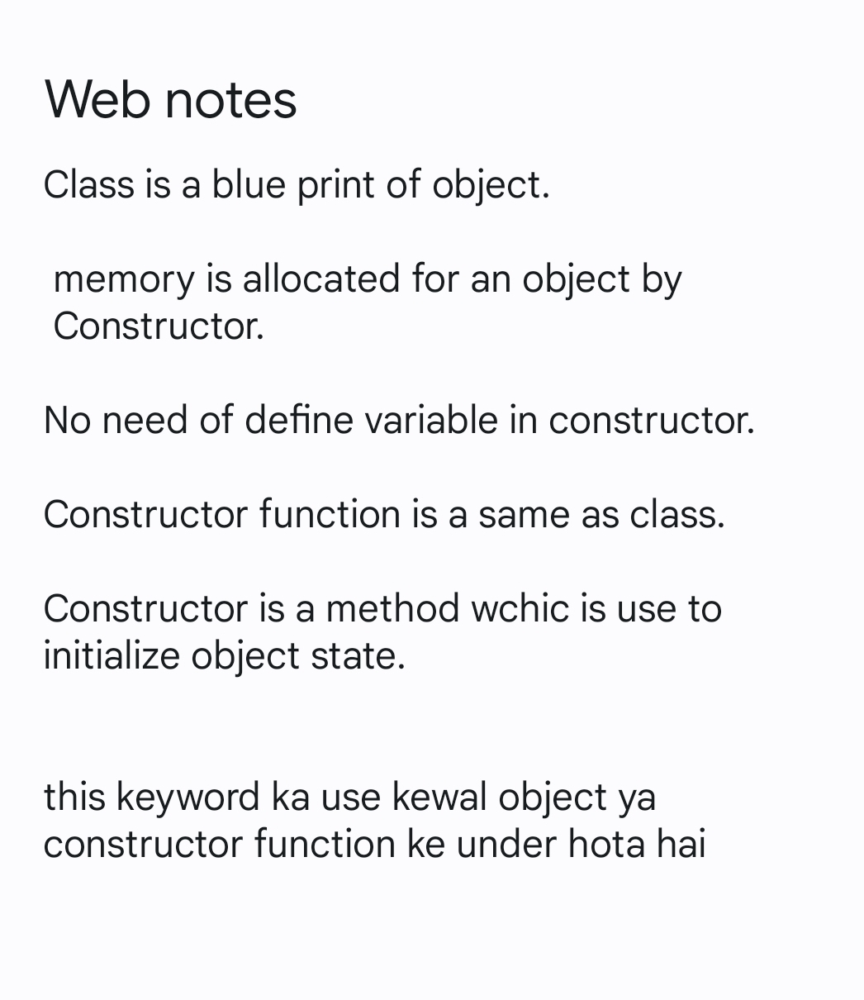 Web notes
Class is a blue print of object.
memory is allocated for an object by
Constructor.
No need of define variable in constructor.
Constructor function is a same as class.
Constructor is a method wchic is use to
initialize object state.
this keyword ka use kewal object ya
constructor function ke under hota hai